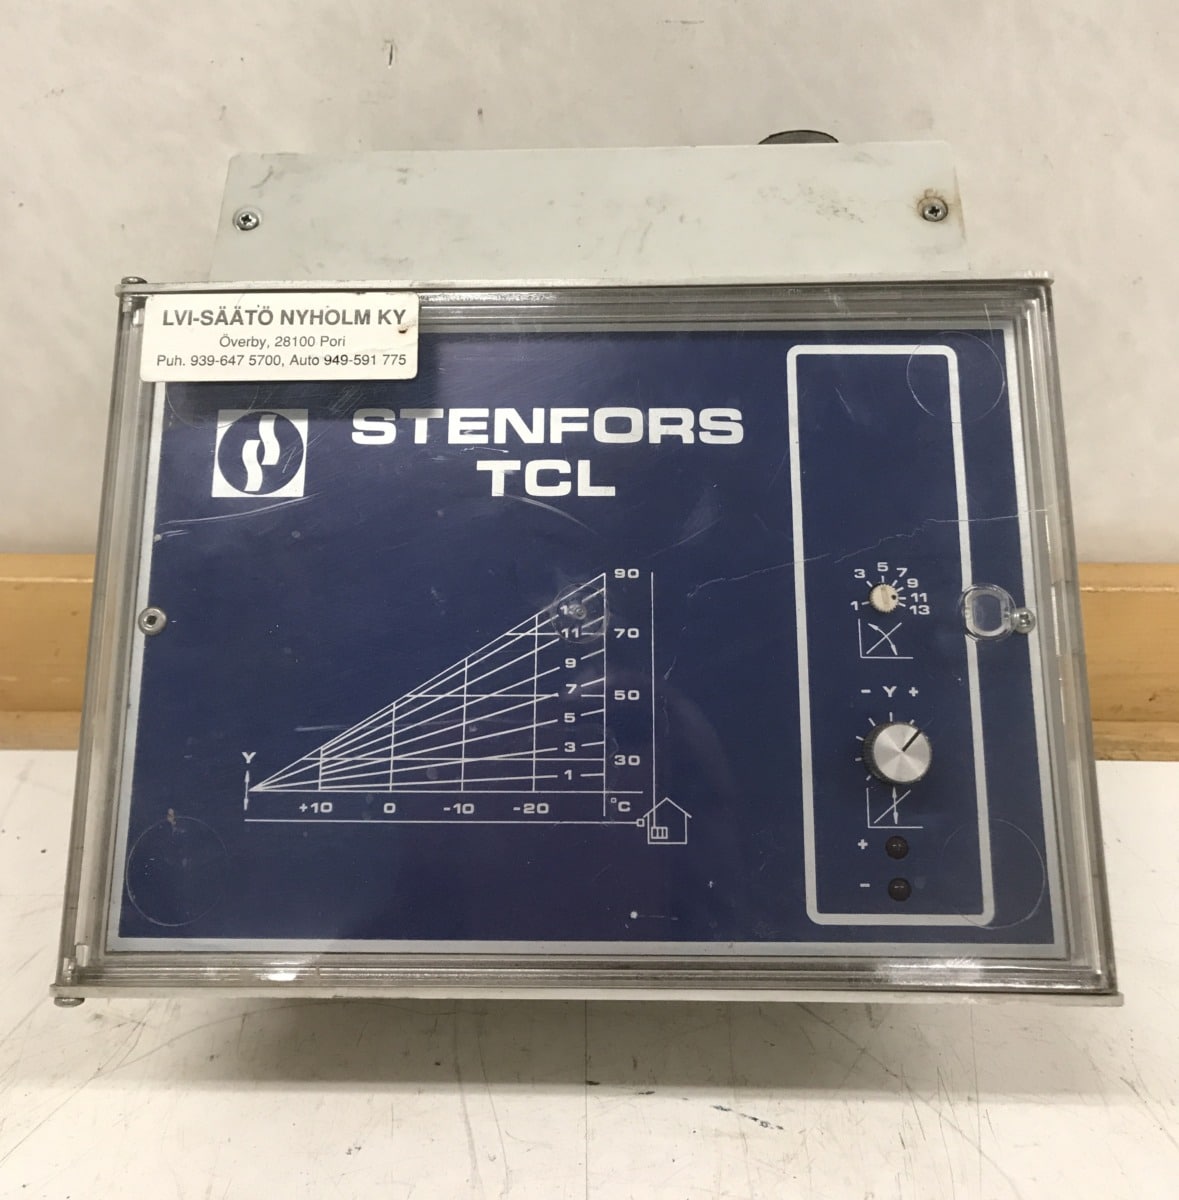 LVI-SÄÄTÖ NYHOLM KY
Överby, 28100 Pori
Puh. 939-647 5700, Auto 949-591 775
STENFORS
TCL
90
13
11
70
9
7
50
5
3
30
1
Y
+10 0 -10 -20 °C
3 5 7
9
1 11
13
- Y +
+
-